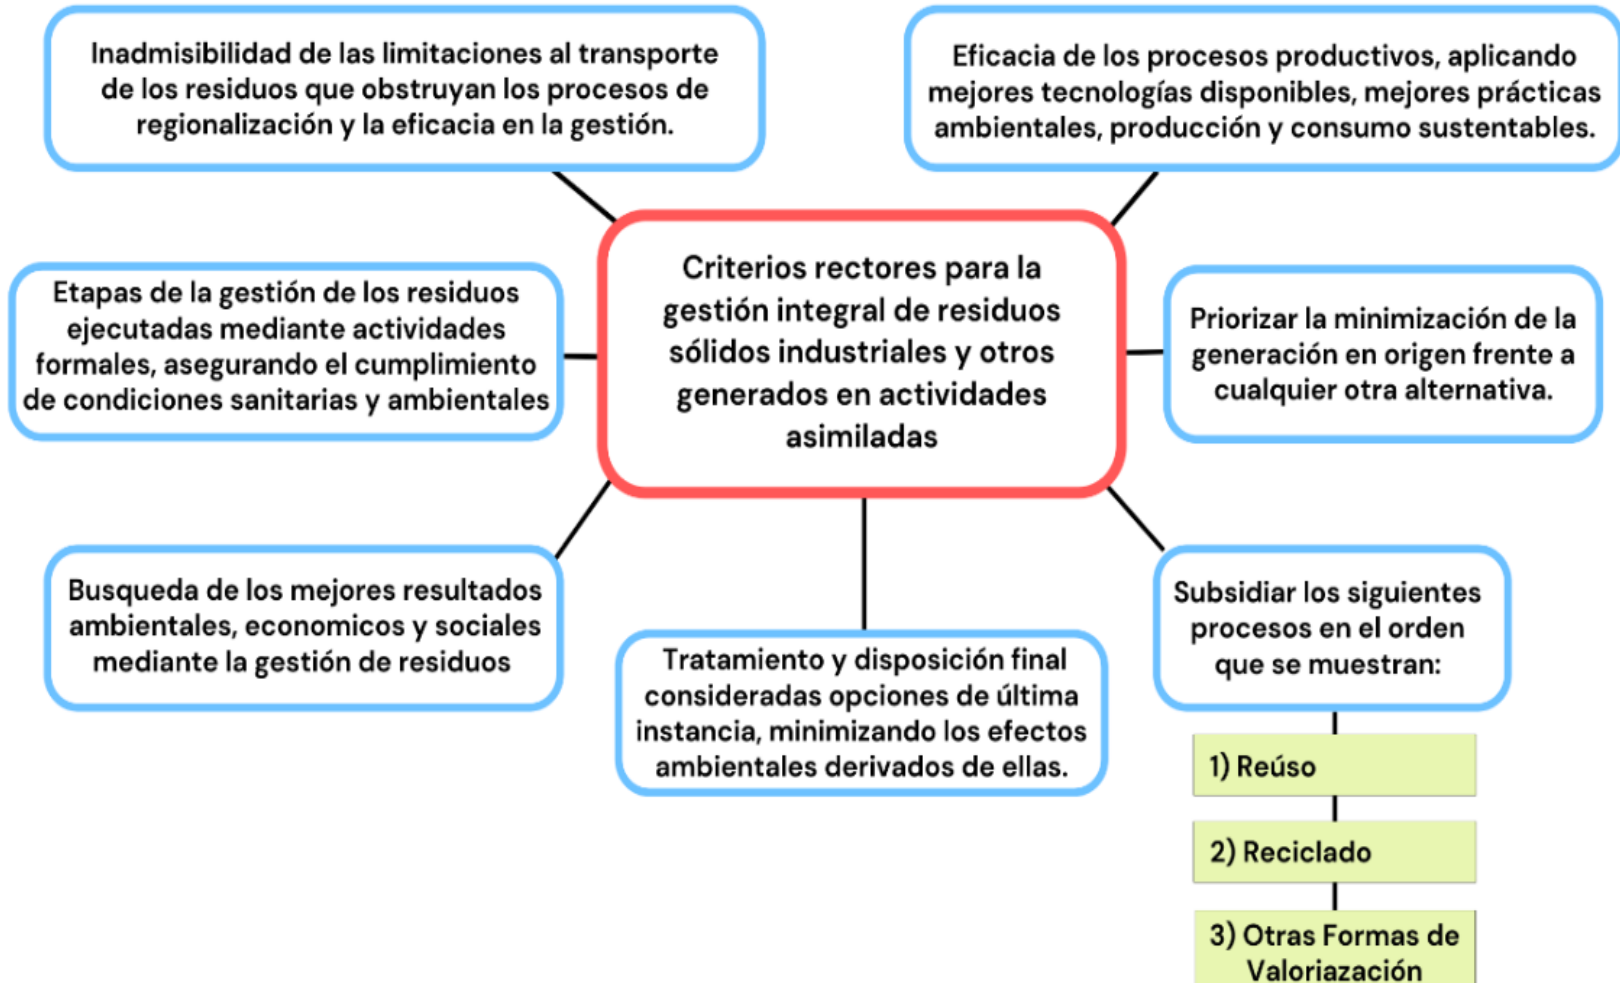 Inadmisibilidad de las limitaciones al transporte
de los residuos que obstruyan los procesos de
regionalización y la eficacia en la gestión.
Eficacia de los procesos productivos, aplicando
mejores tecnologías disponibles, mejores prácticas
ambientales, producción y consumo sustentables.
Etapas de la gestión de los residuos
ejecutadas mediante actividades
formales, asegurando el cumplimiento
de condiciones sanitarias y ambientales
Criterios rectores para la
gestión integral de residuos
sólidos industriales y otros
generados en actividades
asimiladas
Priorizar la minimización de la
generación en origen frente a
cualquier otra alternativa.
Busqueda de los mejores resultados
ambientales, economicos y sociales
mediante la gestión de residuos
Tratamiento y disposición final
consideradas opciones de última
instancia, minimizando los efectos
ambientales derivados de ellas.
Subsidiar los siguientes
procesos en el orden
que se muestran:
1) Reúso
2) Reciclado
3) Otras Formas de
Valoriazación